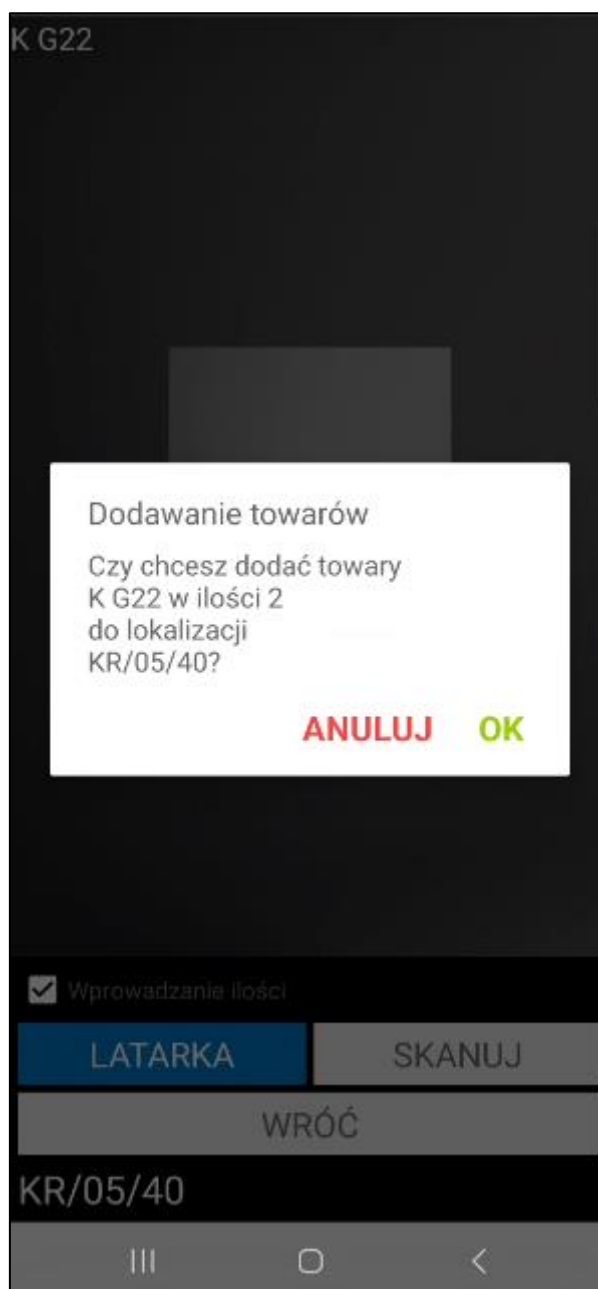 K G22
Dodawanie towarów
Czy chcesz dodać towary
K G22 w ilości 2
do lokalizacji
KR/05/40?
ANULUJ OK
Wprowadzanie ilości
LATARKA SKANUJ
WRÓĆ
KR/05/40